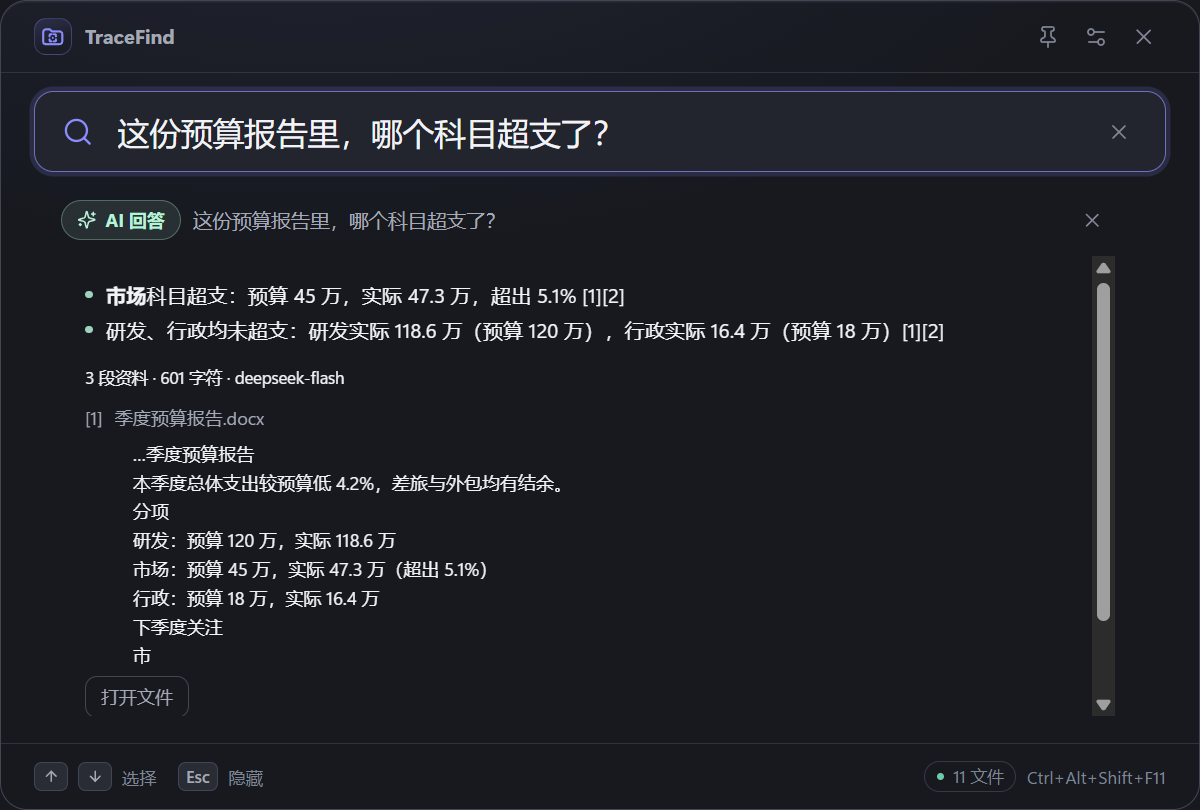 TraceFind
这份预算报告里，哪个科目超支了？
AI 回答 这份预算报告里，哪个科目超支了？
市场科目超支：预算 45 万，实际 47.3 万，超出 5.1% [1][2]
研发、行政均未超支：研发实际 118.6 万（预算 120 万），行政实际 16.4 万（预算 18 万）[1][2]
3 段资料 · 601 字符 · deepseek-flash
[1] 季度预算报告.docx
...季度预算报告
本季度总体支出较预算低 4.2%，差旅与外包均有结余。
分项
研发：预算 120 万，实际 118.6 万
市场：预算 45 万，实际 47.3 万（超出 5.1%）
行政：预算 18 万，实际 16.4 万
下季度关注
市
打开文件
↑ ↓ 选择 Esc 隐藏 11 文件 Ctrl+Alt+Shift+F11